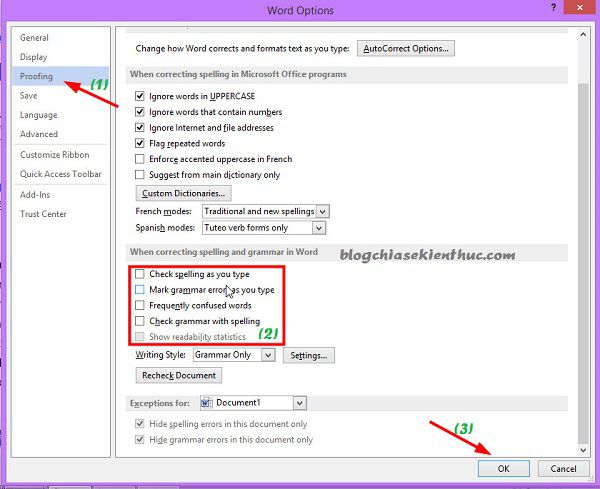 Word Options
General
Display
Proofing
Save
Language
Advanced
Customize Ribbon
Quick Access Toolbar
Add-Ins
Trust Center
(1)
Change how Word corrects and formats text as you type: AutoCorrect Options...
When correcting spelling in Microsoft Office programs
Ignore words in UPPERCASE
Ignore words that contain numbers
Ignore Internet and file addresses
Flag repeated words
Enforce accented uppercase in French
Suggest from main dictionary only
Custom Dictionaries...
French modes: Traditional and new spellings
Spanish modes: Tuteo verb forms only
When correcting spelling and grammar in Word
blogchiasekienthuc.com
Check spelling as you type
Mark grammar errors as you type
Frequently confused words
Check grammar with spelling
Show readability statistics (2)
Writing Style: Grammar Only Settings...
Recheck Document
Exceptions for: Document1
Hide spelling errors in this document only
Hide grammar errors in this document only
(3)
OK Cancel